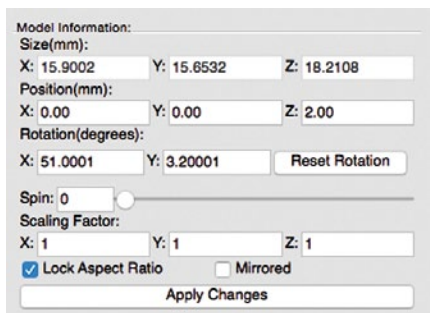 Model Information:
Size(mm):
X: 15.9002 Y: 15.6532 Z: 18.2108
Position(mm):
X: 0.00 Y: 0.00 Z: 2.00
Rotation(degrees):
X: 51.0001 Y: 3.20001 Reset Rotation
Spin: 0
Scaling Factor:
X: 1 Y: 1 Z: 1
Lock Aspect Ratio Mirrored
Apply Changes